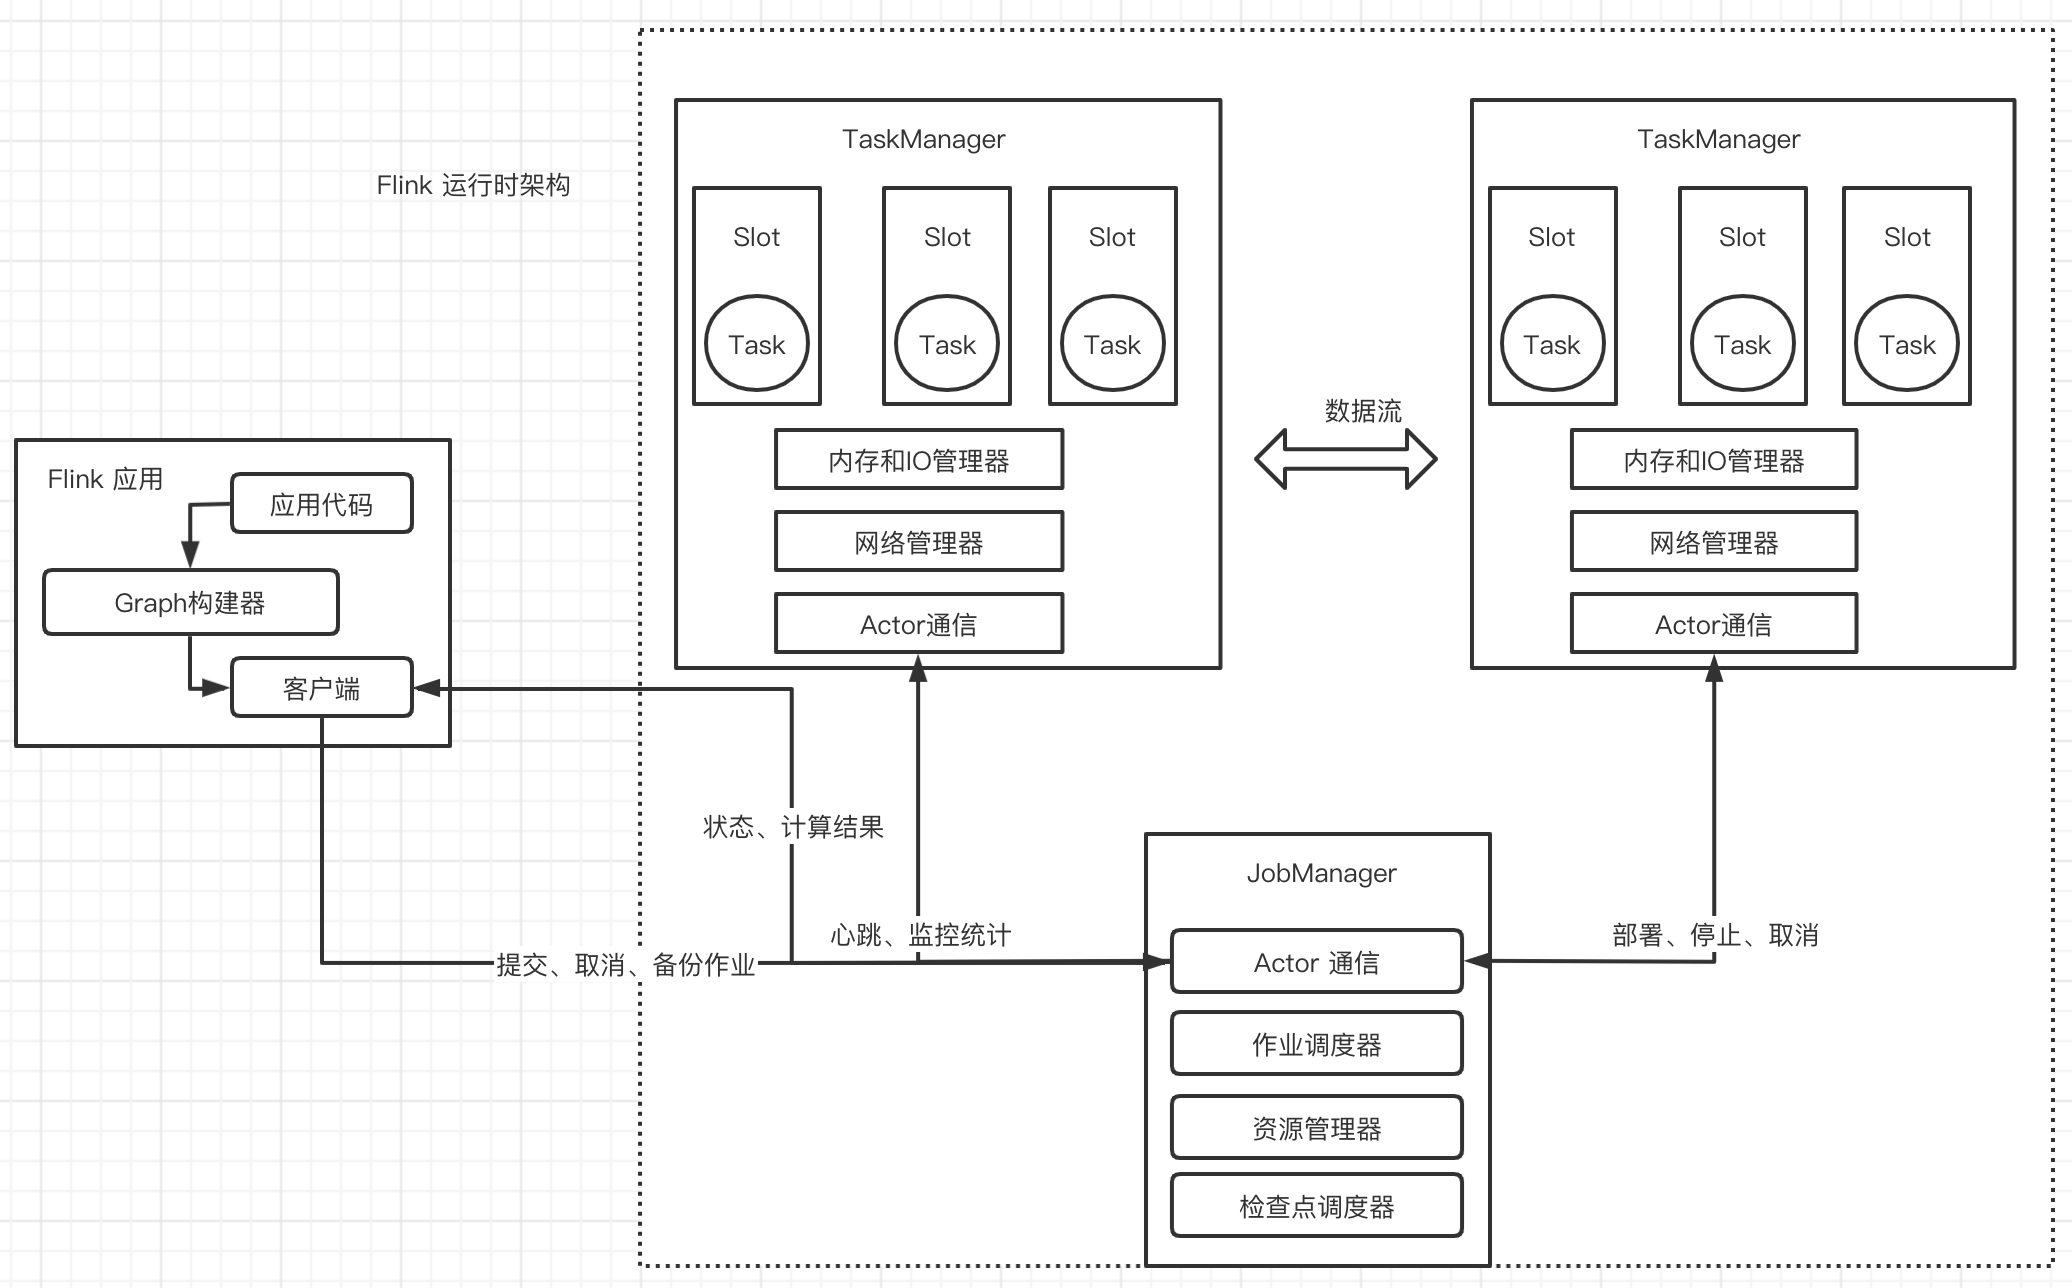 Flink 运行时架构
Flink 应用
应用代码
Graph构建器
客户端
TaskManager
Slot
Slot
Slot
Task
Task
Task
内存和IO管理器
网络管理器
Actor通信
数据流
TaskManager
Slot
Slot
Slot
Task
Task
Task
内存和IO管理器
网络管理器
Actor通信
状态、计算结果
心跳、监控统计
提交、取消、备份作业
部署、停止、取消
JobManager
Actor 通信
作业调度器
资源管理器
检查点调度器